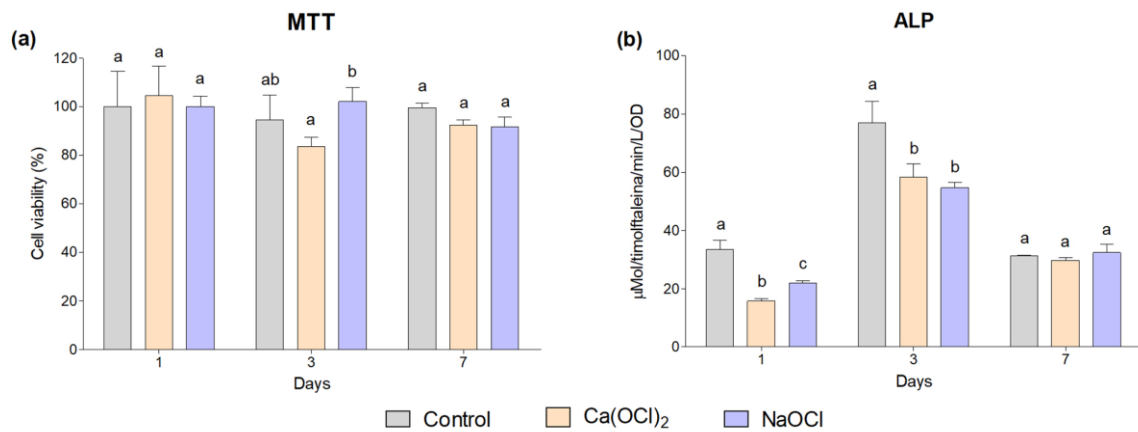 (a)
MTT
Cell viability (%)
120
100
80
60
40
20
0
a
a
a
ab
a
b
a
a
a
1
3
7
Days
(b)
ALP
µMol/timolftaleina/min/L/OD
100
80
60
40
20
0
a
b
c
a
b
b
a
a
a
1
3
7
Days
Control
Ca(OCl)₂
NaOCl